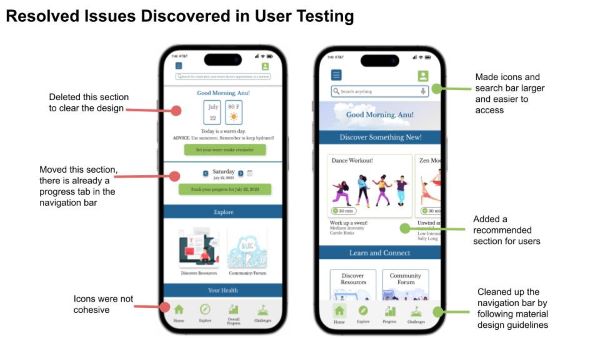 Resolved Issues Discovered in User Testing
Deleted this section
to clear the design
Moved this section,
there is already a
progress tab in the
navigation bar
Icons were not
cohesive
Good Morning, Anu!
July
22
80 F
Today is a warm day.
ADVICE: Use sunscreen. Remember to keep hydrated!
Set your water intake reminder
Saturday
July 22, 2023
Track your progress for July 22, 2023
Explore
Discover Resources
Community Forum
Your Health
Home
Explore
Overall
Progress
Challenges
Search anything
Good Morning, Anu!
Discover Something New!
Dance Workout!
Zen Mo
30 min
30 min
Work up a sweat!
Unwind a
Low Inten
Sally Long
Learn and Connect
Discover
Resources
Community
Forum
Home
Explore
Progress
Challenges
Made icons and
search bar larger
and easier to
access
Added a
recommended
section for users
Cleaned up the
navigation bar by
following material
design guidelines